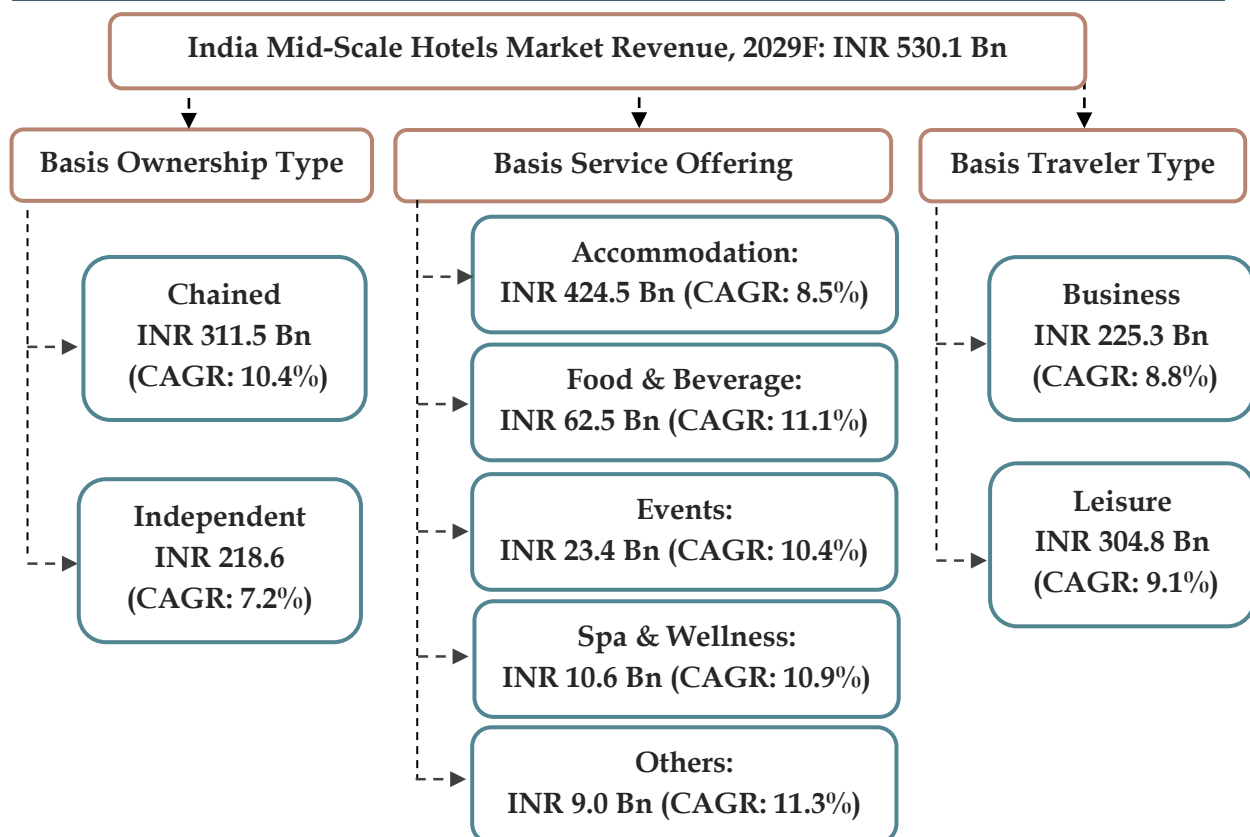 India Mid-Scale Hotels Market Revenue, 2029F: INR 530.1 Bn
Basis Ownership Type
Chained
INR 311.5 Bn
(CAGR: 10.4%)
Independent
INR 218.6
(CAGR: 7.2%)
Basis Service Offering
Accommodation:
INR 424.5 Bn (CAGR: 8.5%)
Food & Beverage:
INR 62.5 Bn (CAGR: 11.1%)
Events:
INR 23.4 Bn (CAGR: 10.4%)
Spa & Wellness:
INR 10.6 Bn (CAGR: 10.9%)
Others:
INR 9.0 Bn (CAGR: 11.3%)
Basis Traveler Type
Business
INR 225.3 Bn
(CAGR: 8.8%)
Leisure
INR 304.8 Bn
(CAGR: 9.1%)